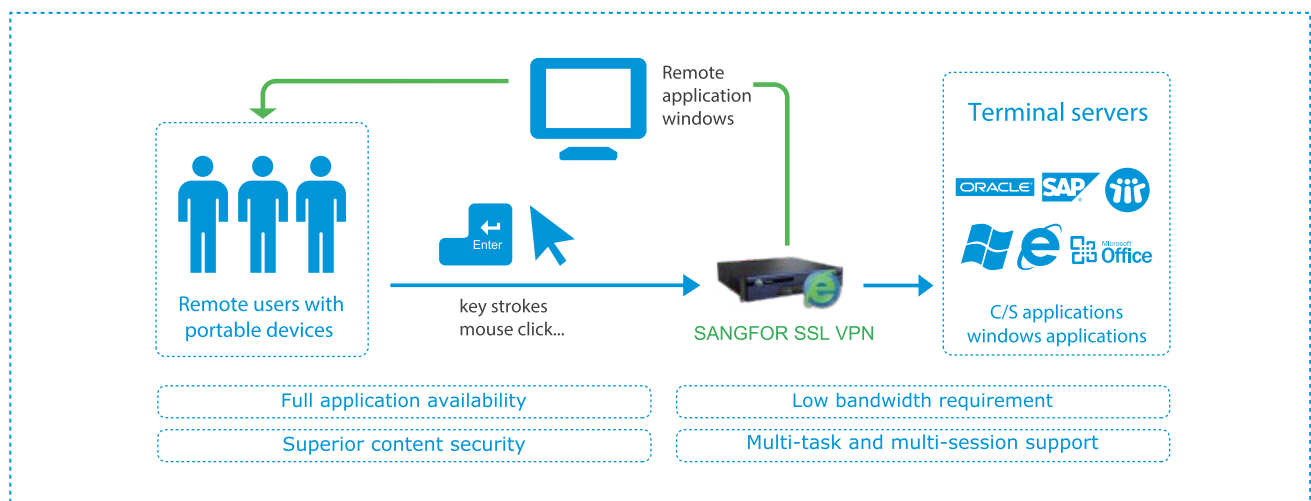 Remote
application
windows
Terminal servers
ORACLE
SAP
Enter
Microsoft
Office
Remote users with
portable devices
key strokes
mouse click...
SANGFOR SSL VPN
C/S applications
windows applications
Full application availability
Low bandwidth requirement
Superior content security
Multi-task and multi-session support